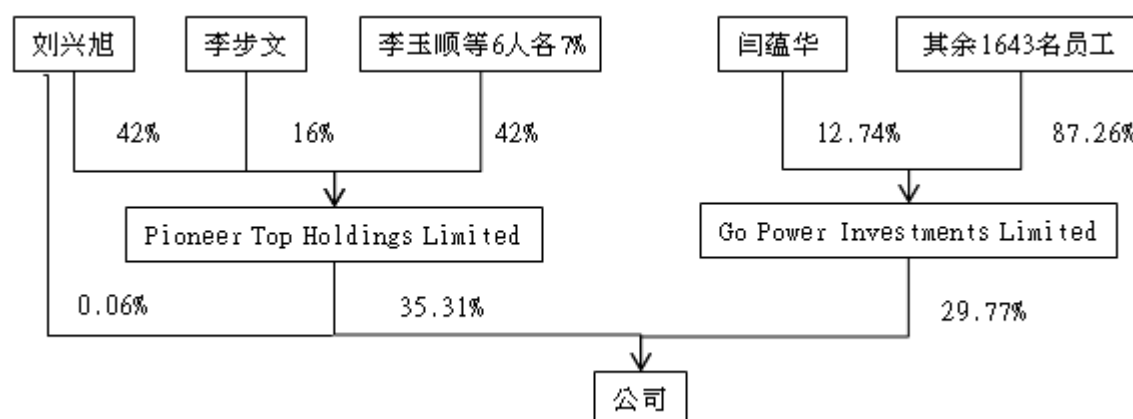 刘兴旭
李步文
李玉顺等6人各7%
闫蕴华
其余1643名员工
42%
16%
42%
12.74%
87.26%
Pioneer Top Holdings Limited
Go Power Investments Limited
0.06%
35.31%
29.77%
公司